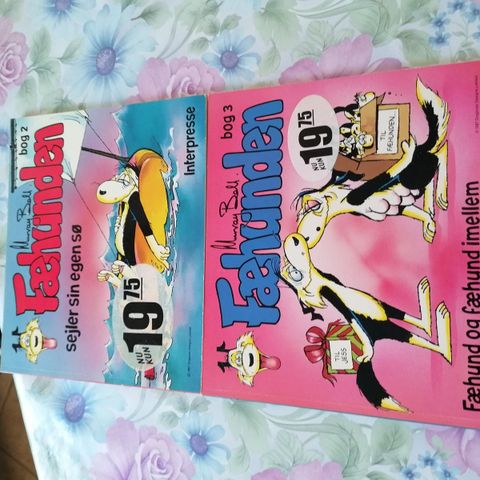 Murray Ball
bog 2
Fæhunden
sejler sin egen sø
NU KUN
19 75
Interpresse
Murray Ball
bog 3
Fæhunden
NU KUN
19 75
TIL FÆHUNDEN..
TIL JESS
Fæhund og fæhund imellem